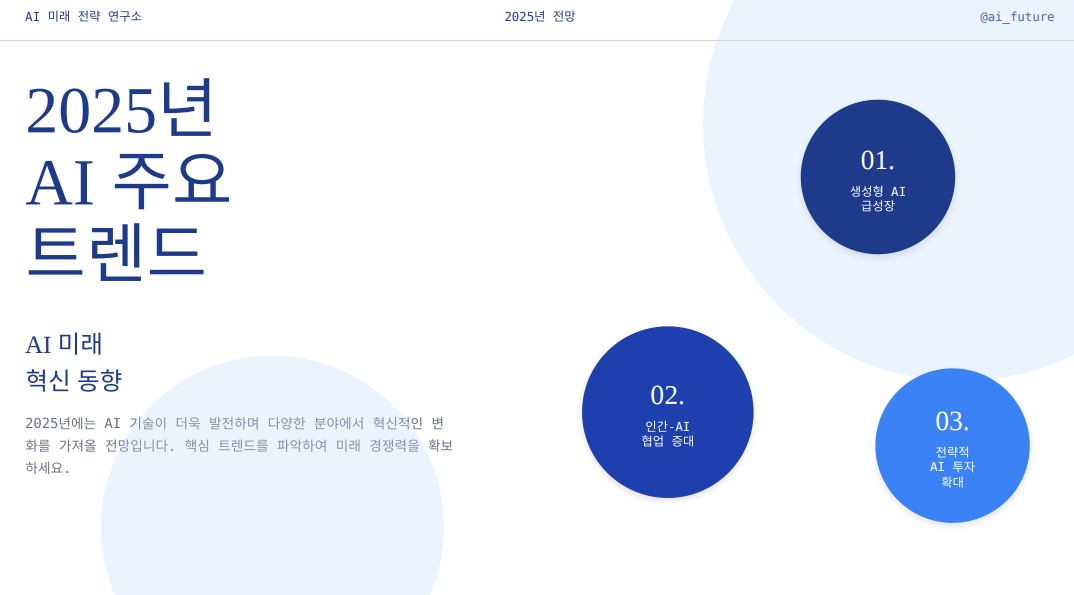 AI 미래 전략 연구소
2025년 전망
@ai_future
2025년
AI 주요
트렌드
AI 미래
혁신 동향
2025년에는 AI 기술이 더욱 발전하며 다양한 분야에서 혁신적인 변
화를 가져올 전망입니다. 핵심 트렌드를 파악하여 미래 경쟁력을 확보
하세요.
01.
생성형 AI
급성장
02.
인간-AI
협업 증대
03.
전략적
AI 투자
확대